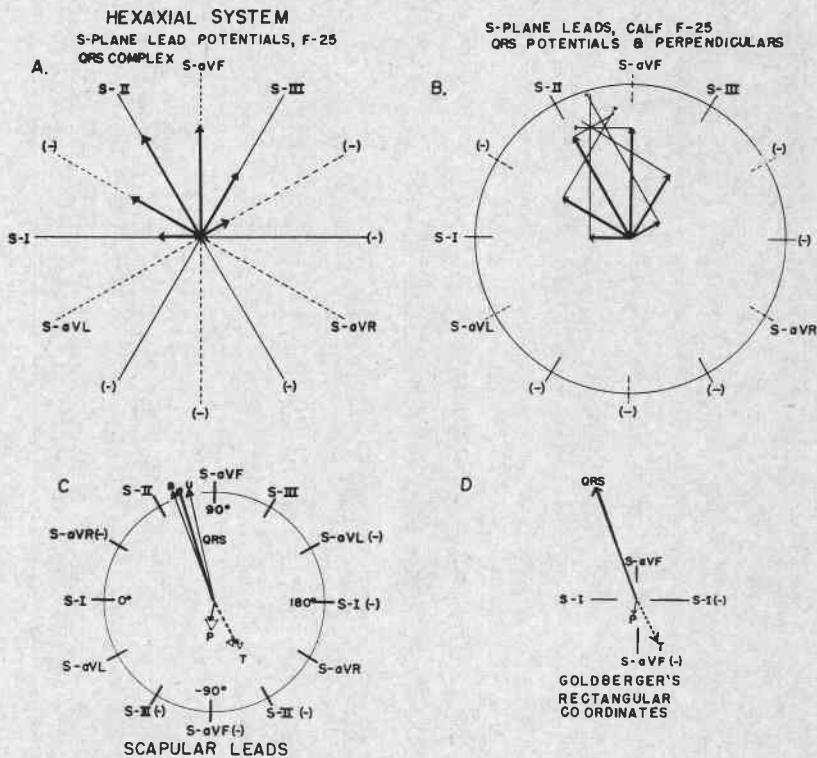 HEXAXIAL SYSTEM
S-PLANE LEAD POTENTIALS, F-25
QRS COMPLEX
A.
S-aVF
S-II
S-III
(-)
(-)
S-I
(-)
S-aVL
S-aVR
(-)
(-)
(-)
S-PLANE LEADS, CALF F-25
QRS POTENTIALS & PERPENDICULARS
B.
S-aVF
S-II
S-III
(-)
(-)
S-I
(-)
S-aVL
S-aVR
(-)
(-)
(-)
C
S-aVF
B U
S-II
90°
S-III
S-aVR(-)
QRS
S-aVL(-)
S-I
0°
180°
S-I(-)
P
T
S-aVL
S-aVR
-90°
S-III(-)
S-II(-)
S-aVF(-)
SCAPULAR LEADS
D
QRS
S-aVF
S-I
S-I(-)
P
T
S-aVF(-)
GOLDBERGER'S
RECTANGULAR
COORDINATES